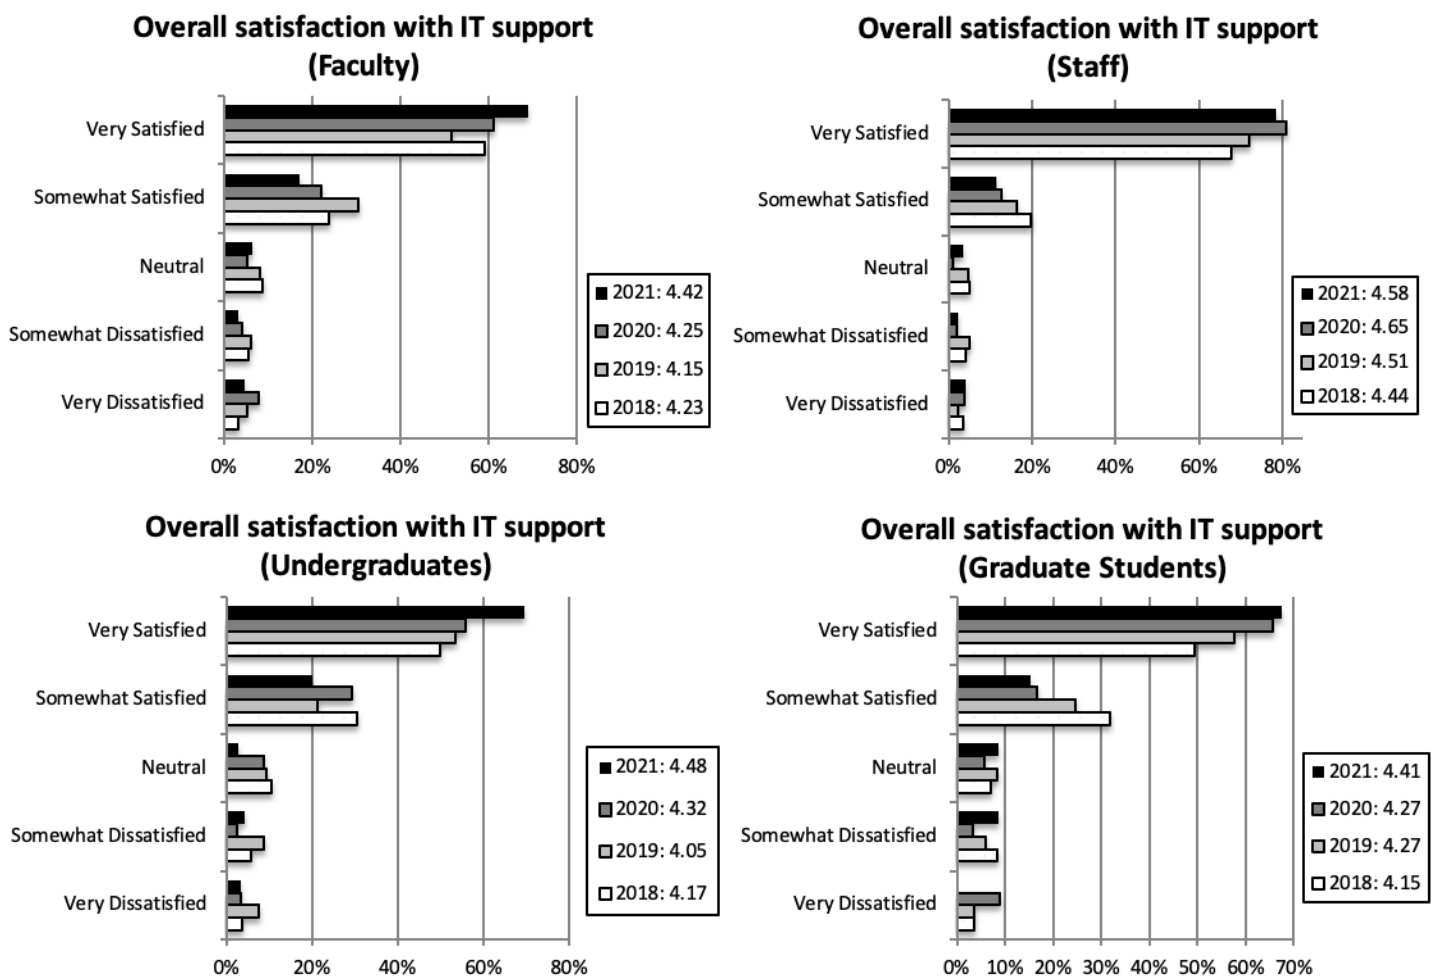 Overall satisfaction with IT support
(Faculty)
Very Satisfied
Somewhat Satisfied
Neutral
Somewhat Dissatisfied
Very Dissatisfied
0% 20% 40% 60% 80%
2021: 4.42
2020: 4.25
2019: 4.15
2018: 4.23
Overall satisfaction with IT support
(Staff)
Very Satisfied
Somewhat Satisfied
Neutral
Somewhat Dissatisfied
Very Dissatisfied
0% 20% 40% 60% 80%
2021: 4.58
2020: 4.65
2019: 4.51
2018: 4.44
Overall satisfaction with IT support
(Undergraduates)
Very Satisfied
Somewhat Satisfied
Neutral
Somewhat Dissatisfied
Very Dissatisfied
0% 20% 40% 60% 80%
2021: 4.48
2020: 4.32
2019: 4.05
2018: 4.17
Overall satisfaction with IT support
(Graduate Students)
Very Satisfied
Somewhat Satisfied
Neutral
Somewhat Dissatisfied
Very Dissatisfied
0% 10% 20% 30% 40% 50% 60% 70%
2021: 4.41
2020: 4.27
2019: 4.27
2018: 4.15